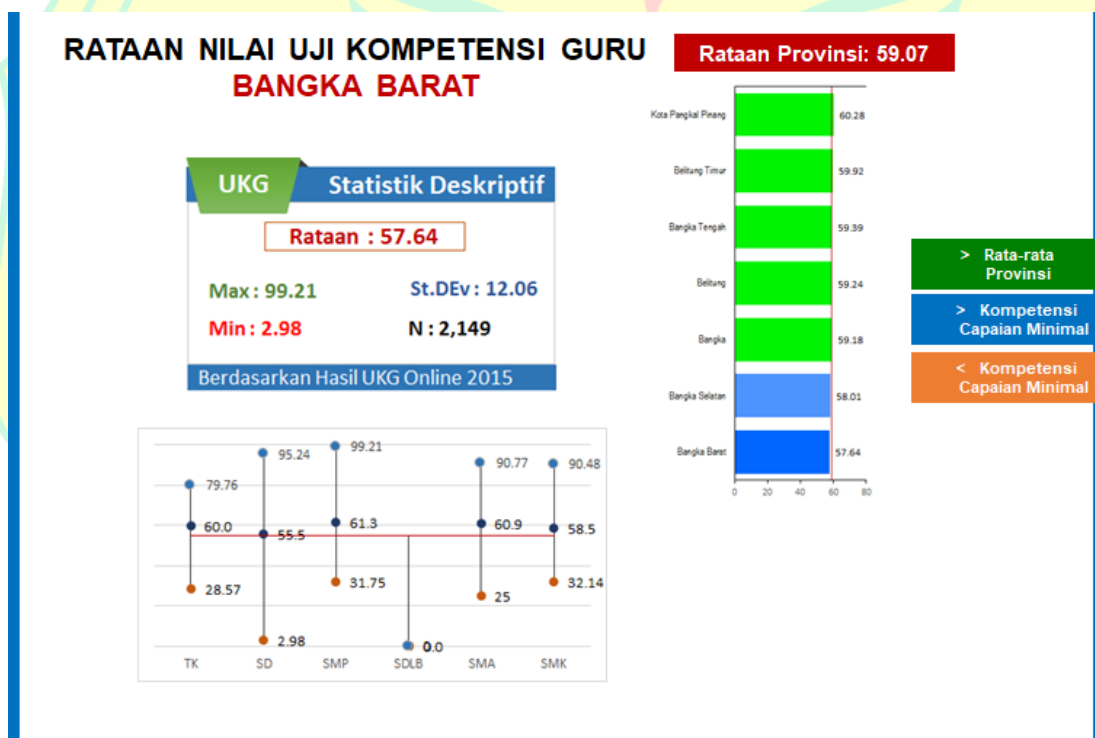 RATAAN NILAI UJI KOMPETENSI GURU
BANGKA BARAT
Rataan Provinsi: 59.07
UKG
Statistik Deskriptif
Rataan : 57.64
Max : 99.21
St.DEv : 12.06
Min : 2.98
N : 2,149
Berdasarkan Hasil UKG Online 2015
Kota Pangkal Pinang 60.28
Belitung Timur 59.92
Bangka Tengah 59.39
Belitung 59.24
Bangka 59.18
Bangka Selatan 58.01
Bangka Barat 57.64
0 20 40 60 80
> Rata-rata
Provinsi
> Kompetensi
Capaian Minimal
< Kompetensi
Capaian Minimal
79.76 95.24 99.21 90.77 90.48
60.0 55.5 61.3 60.9 58.5
28.57 2.98 31.75 0.0 25 32.14
TK SD SMP SDLB SMA SMK